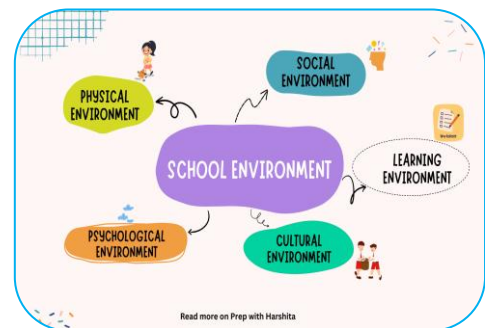 SOCIAL
ENVIRONMENT
PHYSICAL
ENVIRONMENT
SCHOOL ENVIRONMENT
LEARNING
ENVIRONMENT
PSYCHOLOGICAL
ENVIRONMENT
CULTURAL
ENVIRONMENT
Read more on Prep with Harshita